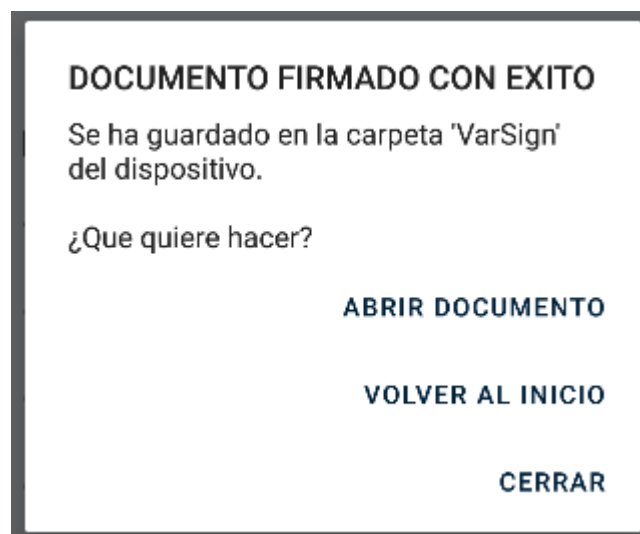 DOCUMENTO FIRMADO CON EXITO
Se ha guardado en la carpeta 'VarSign'
del dispositivo.
¿Que quiere hacer?
ABRIR DOCUMENTO
VOLVER AL INICIO
CERRAR